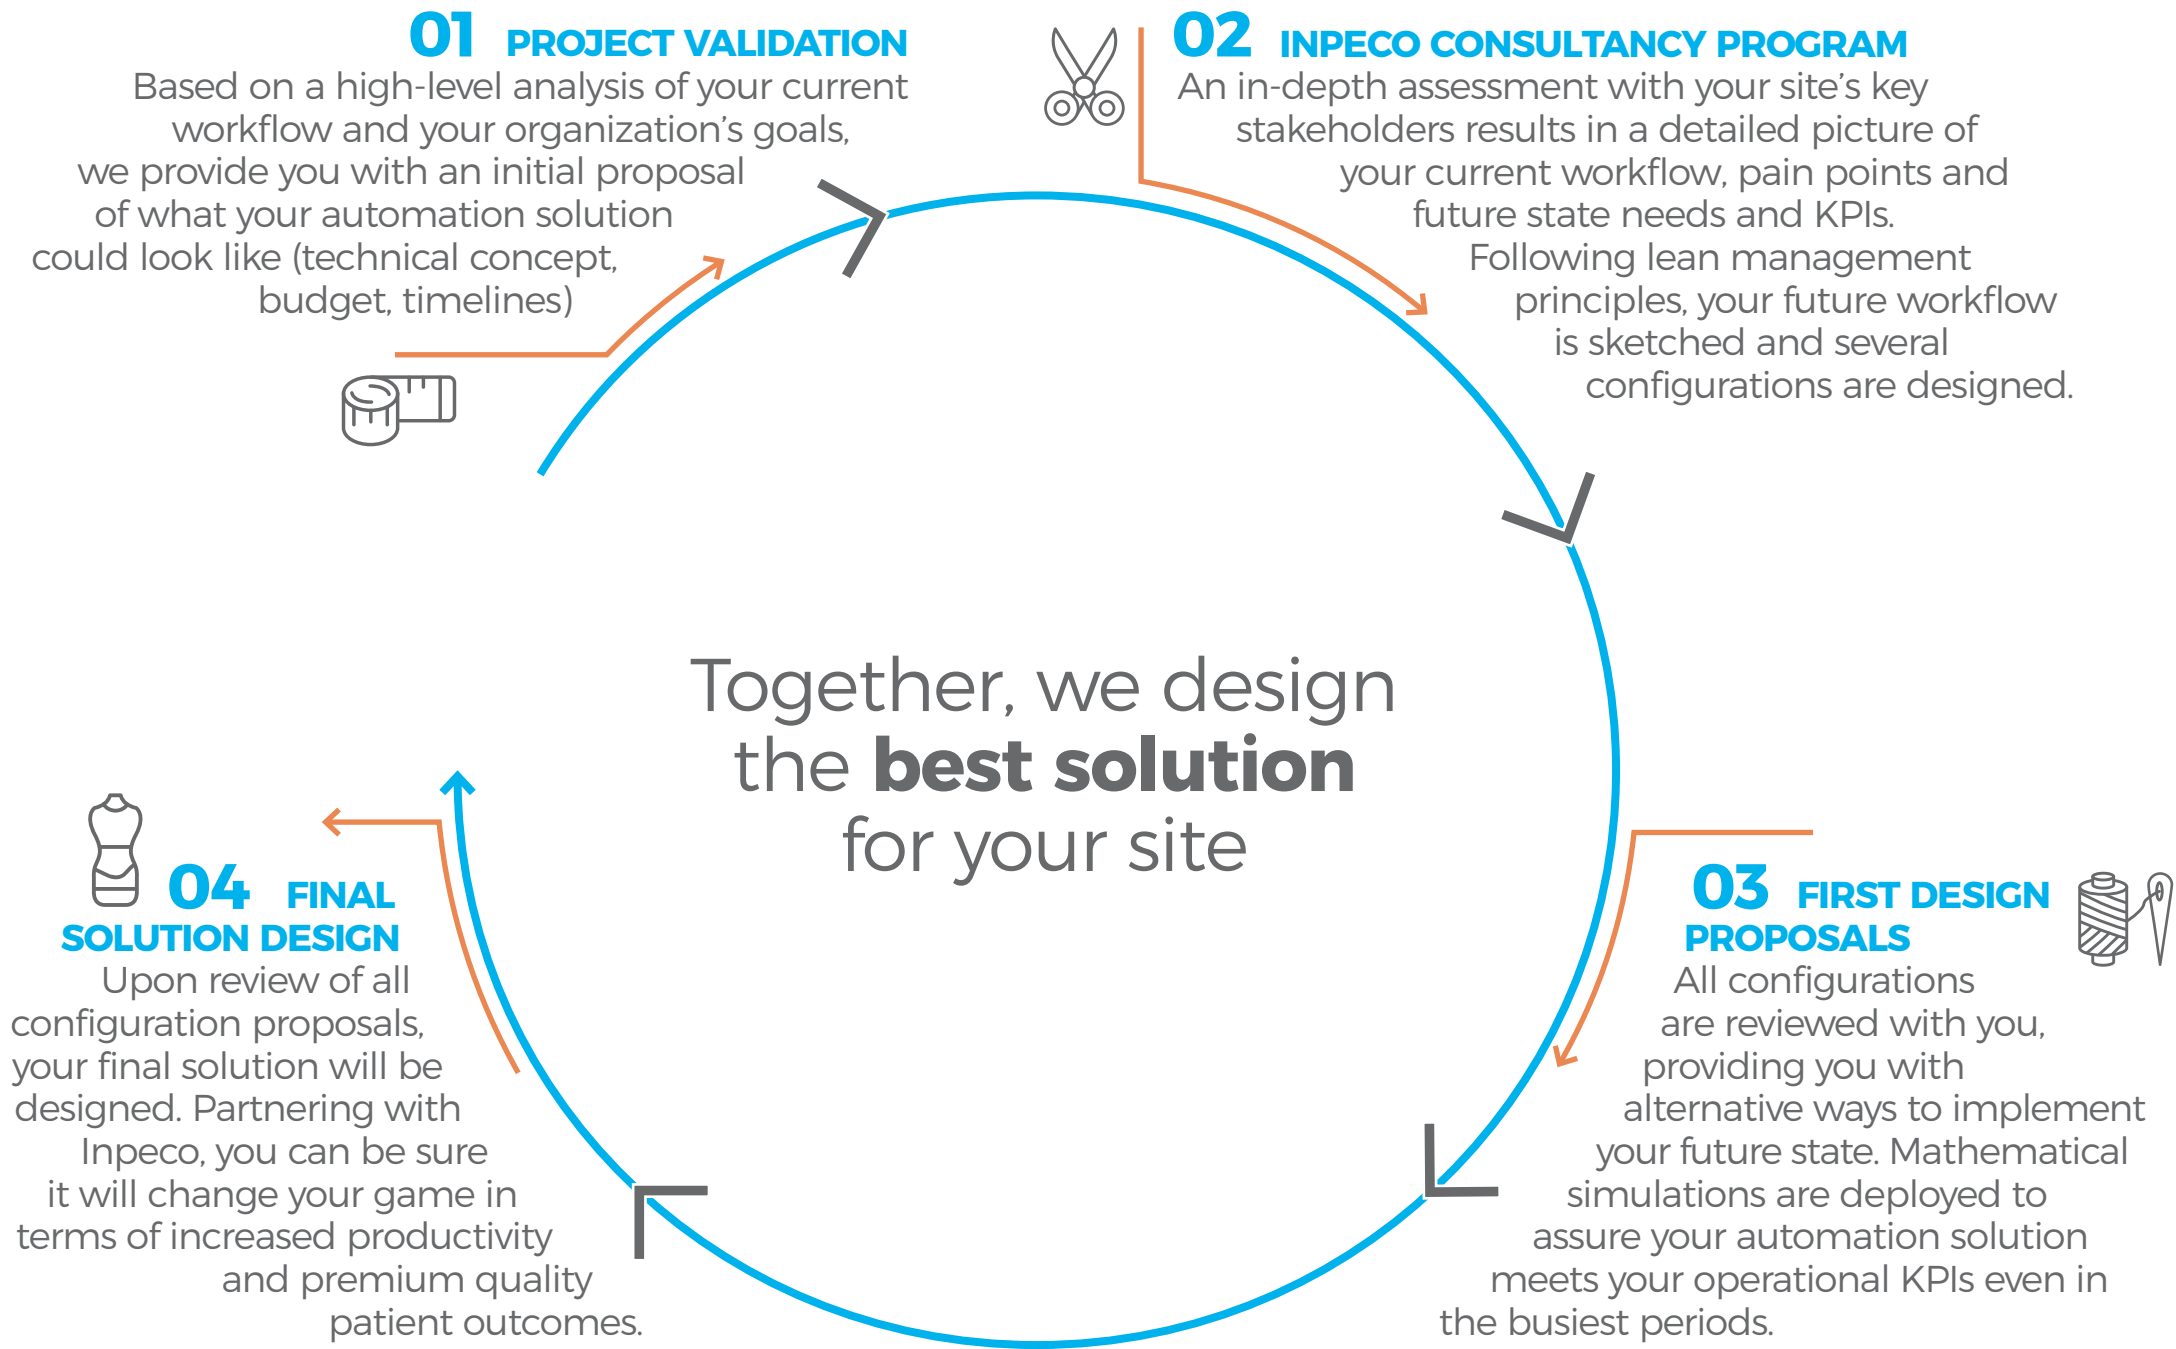 01 PROJECT VALIDATION
Based on a high-level analysis of your current
workflow and your organization’s goals,
we provide you with an initial proposal
of what your automation solution
could look like (technical concept,
budget, timelines)
02 INPECO CONSULTANCY PROGRAM
An in-depth assessment with your site’s key
stakeholders results in a detailed picture of
your current workflow, pain points and
future state needs and KPIs.
Following lean management
principles, your future workflow
is sketched and several
configurations are designed.
Together, we design
the best solution
for your site
03 FIRST DESIGN
PROPOSALS
All configurations
are reviewed with you,
providing you with
alternative ways to implement
your future state. Mathematical
simulations are deployed to
assure your automation solution
meets your operational KPIs even in
the busiest periods.
04 FINAL
SOLUTION DESIGN
Upon review of all
configuration proposals,
your final solution will be
designed. Partnering with
Inpeco, you can be sure
it will change your game in
terms of increased productivity
and premium quality
patient outcomes.